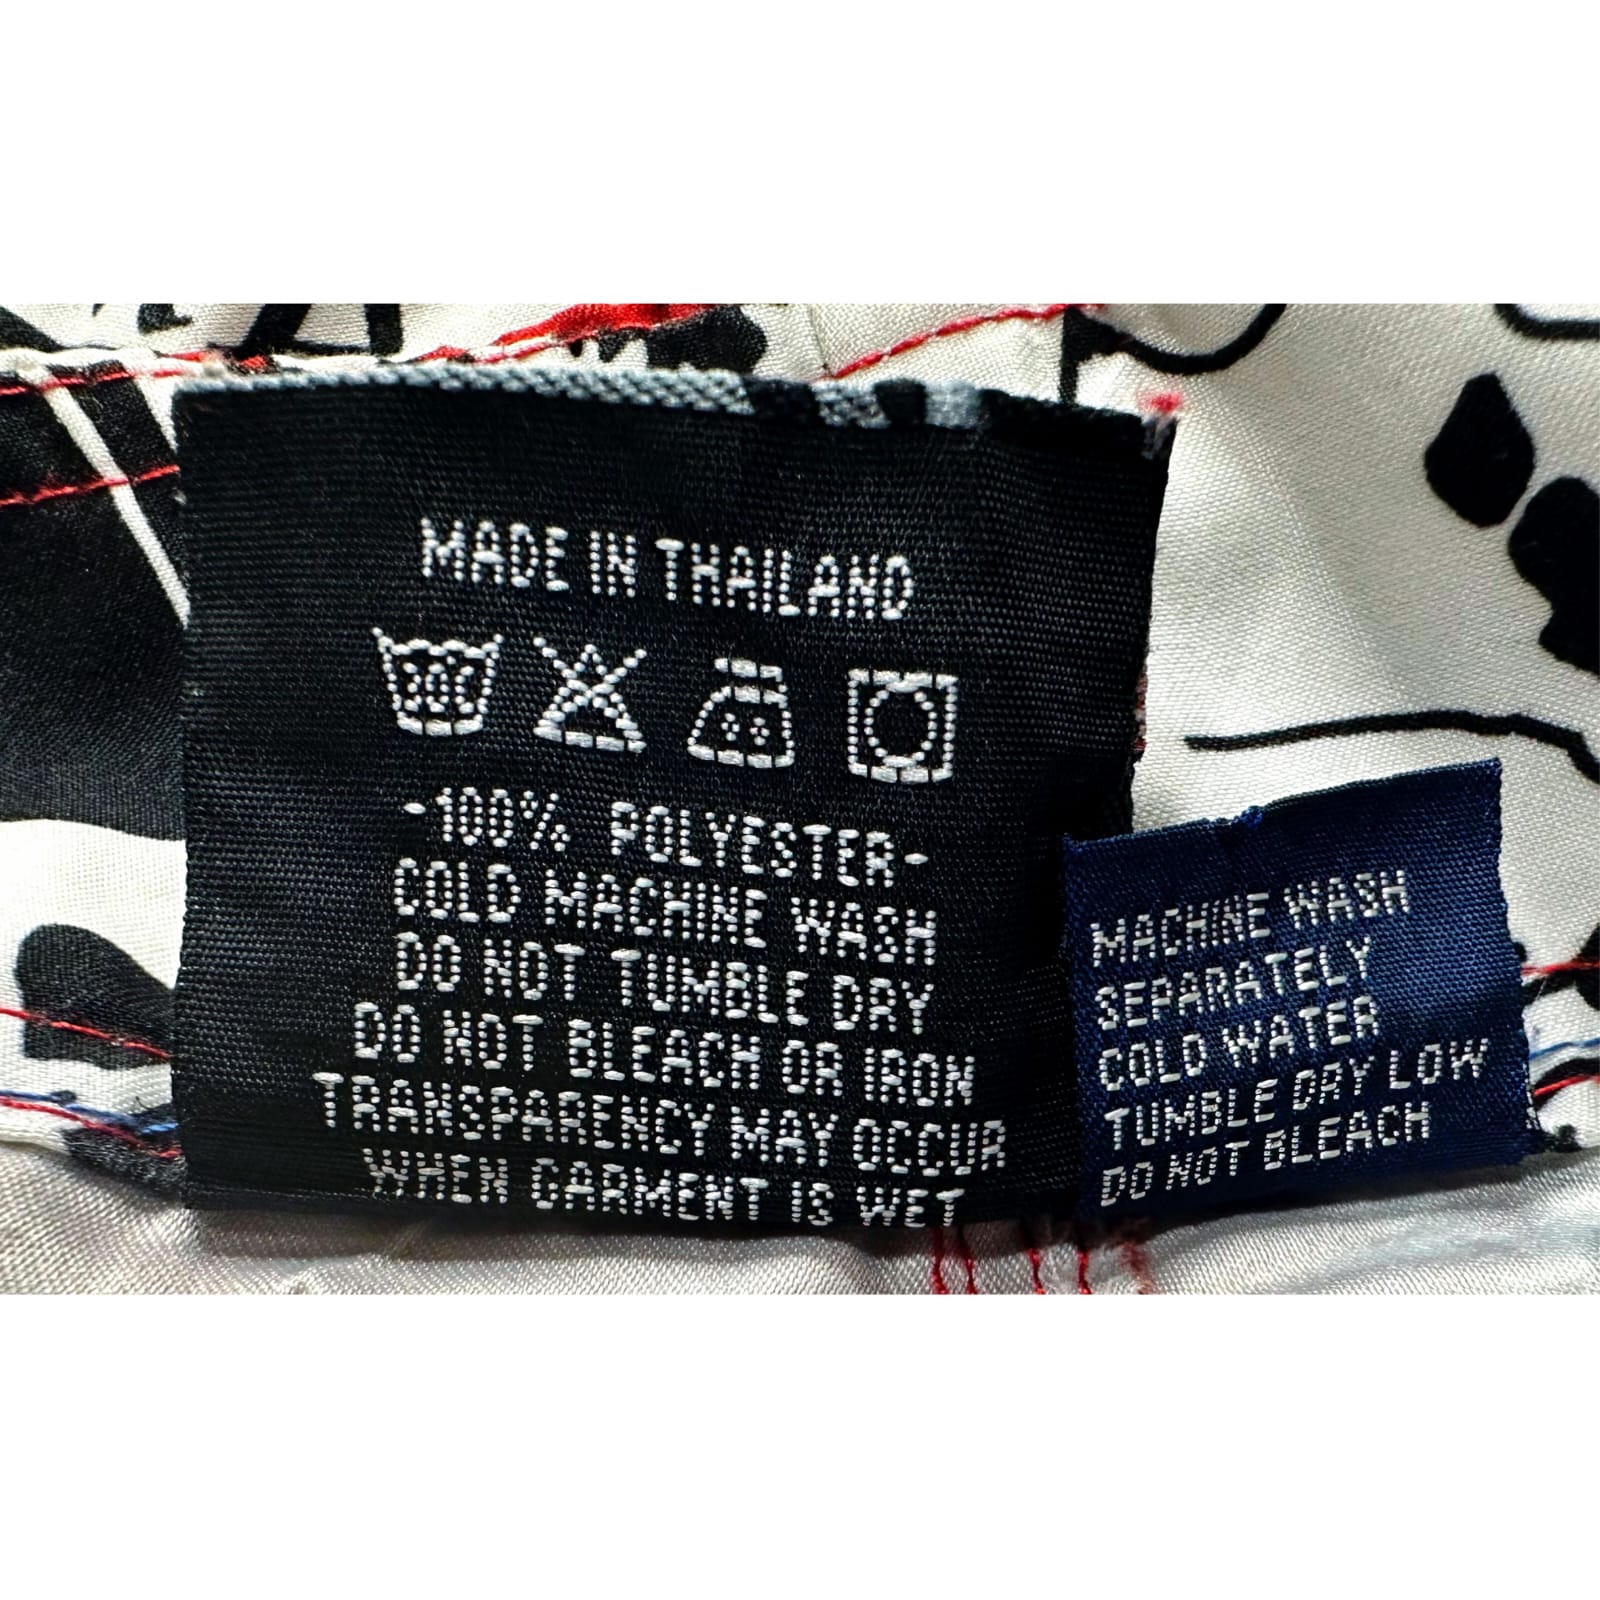 MADE IN THAILAND
30°
-100% POLYESTER-
COLD MACHINE WASH
DO NOT TUMBLE DRY
DO NOT BLEACH OR IRON
TRANSPARENCY MAY OCCUR
WHEN GARMENT IS WET
MACHINE WASH
SEPARATELY
COLD WATER
TUMBLE DRY LOW
DO NOT BLEACH